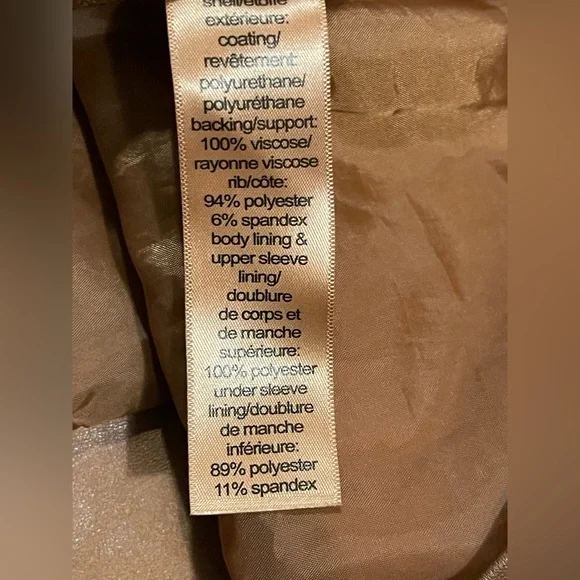 shell/étoffe
extérieure:
coating/
revêtement:
polyurethane/
polyuréthane
backing/support:
100% viscose/
rayonne viscose
rib/côte:
94% polyester
6% spandex
body lining &
upper sleeve
lining/
doublure
de corps et
de manche
supérieure:
100% polyester
under sleeve
lining/doublure
de manche
inférieure:
89% polyester
11% spandex